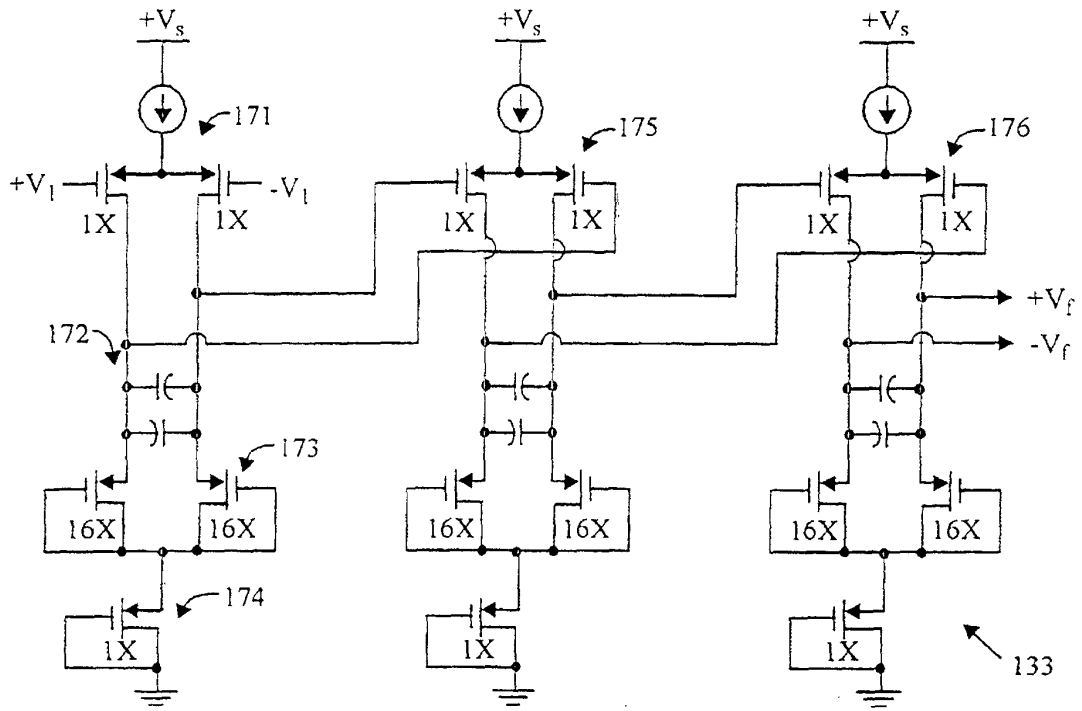 +Vs +Vs +Vs
171 175 176
+V1 -V1
1X 1X 1X 1X 1X 1X
+Vf
172 -Vf
173
16X 16X 16X 16X 16X 16X
174
1X 1X 1X
133